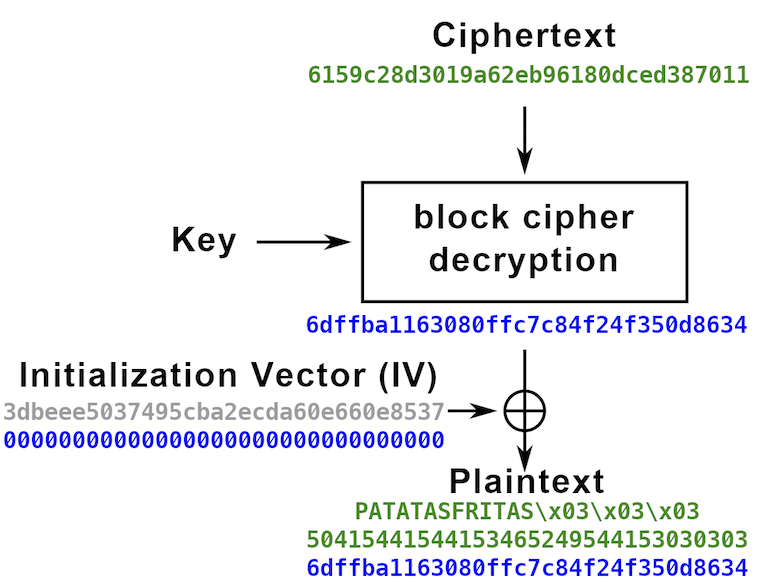 Ciphertext
6159c28d3019a62eb96180dced387011
Key
block cipher
decryption
6dffba1163080ffc7c84f24f350d8634
Initialization Vector (IV)
3dbeee5037495cba2ecda60e660e8537
00000000000000000000000000000000
Plaintext
PATATASFRITAS\x03\x03\x03
50415441544153465249544153030303
6dffba1163080ffc7c84f24f350d8634